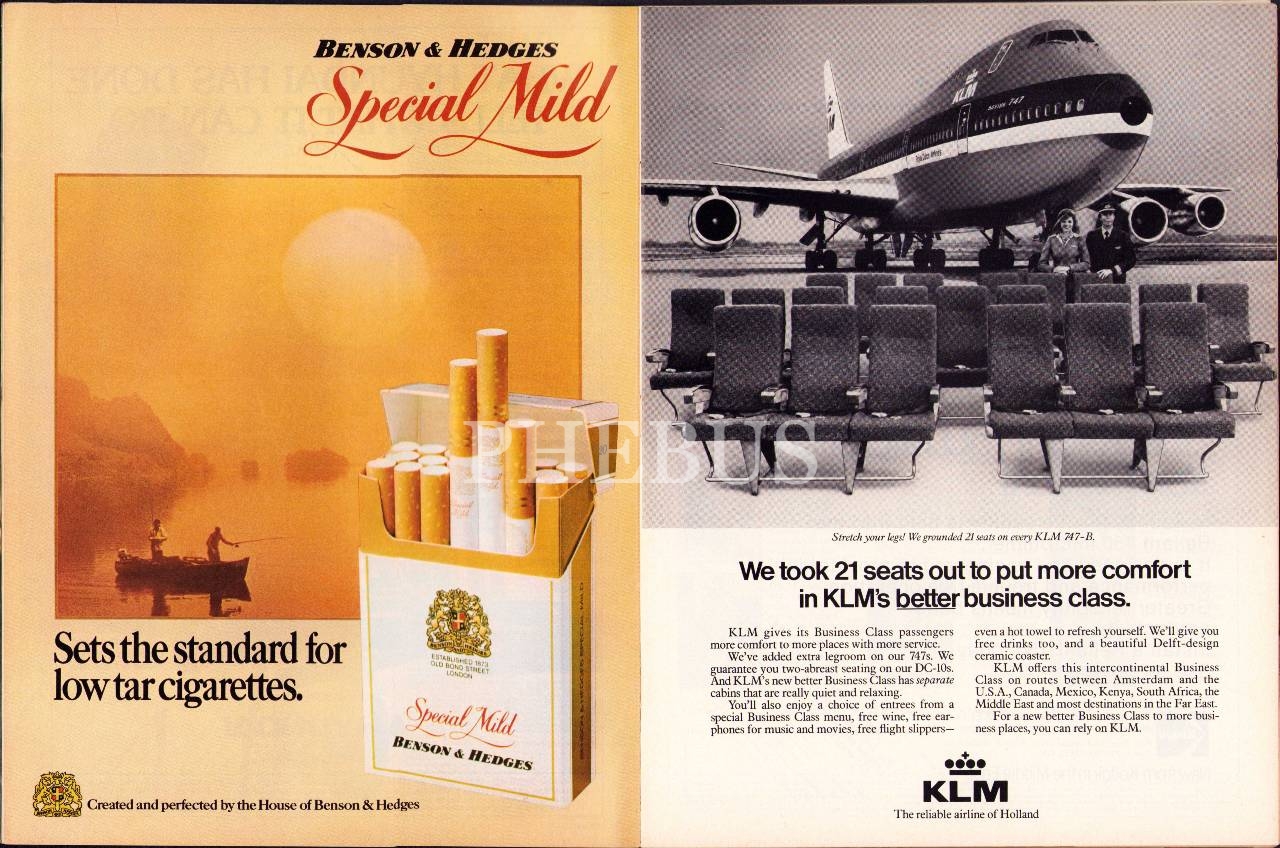 BENSON & HEDGES
Special Mild
ESTABLISHED 1873
OLD BOND STREET
LONDON
Special Mild
BENSON & HEDGES
BENSON & HEDGES SPECIAL MILD
Sets the standard for
low tar cigarettes.
Created and perfected by the House of Benson & Hedges
PHEBUS
KLM
BOEING 747
Royal Dutch Airlines
Stretch your legs! We grounded 21 seats on every KLM 747-B.
We took 21 seats out to put more comfort
in KLM's better business class.
KLM gives its Business Class passengers
more comfort to more places with more service.
We've added extra legroom on our 747s. We
guarantee you two-abreast seating on our DC-10s.
And KLM's new better Business Class has separate
cabins that are really quiet and relaxing.
You'll also enjoy a choice of entrees from a
special Business Class menu, free wine, free ear-
phones for music and movies, free flight slippers—
even a hot towel to refresh yourself. We'll give you
free drinks too, and a beautiful Delft-design
ceramic coaster.
KLM offers this intercontinental Business
Class on routes between Amsterdam and the
U.S.A., Canada, Mexico, Kenya, South Africa, the
Middle East and most destinations in the Far East.
For a new better Business Class to more busi-
ness places, you can rely on KLM.
KLM
The reliable airline of Holland